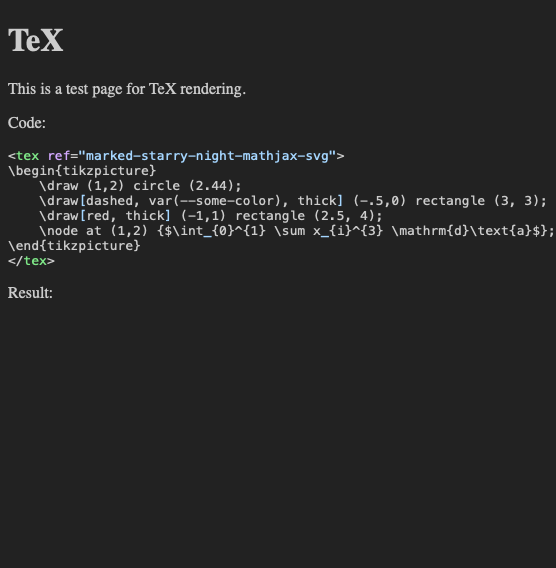 TeX
This is a test page for TeX rendering.
Code:
<tex ref="marked-starry-night-mathjax-svg">
\begin{tikzpicture}
    \draw (1,2) circle (2.44);
    \draw[dashed, var(--some-color), thick] (-.5,0) rectangle (3, 3);
    \draw[red, thick] (-1,1) rectangle (2.5, 4);
    \node at (1,2) {$\int_{0}^{1} \sum x_{i}^{3} \mathrm{d}\text{a}$};
\end{tikzpicture}
</tex>
Result: